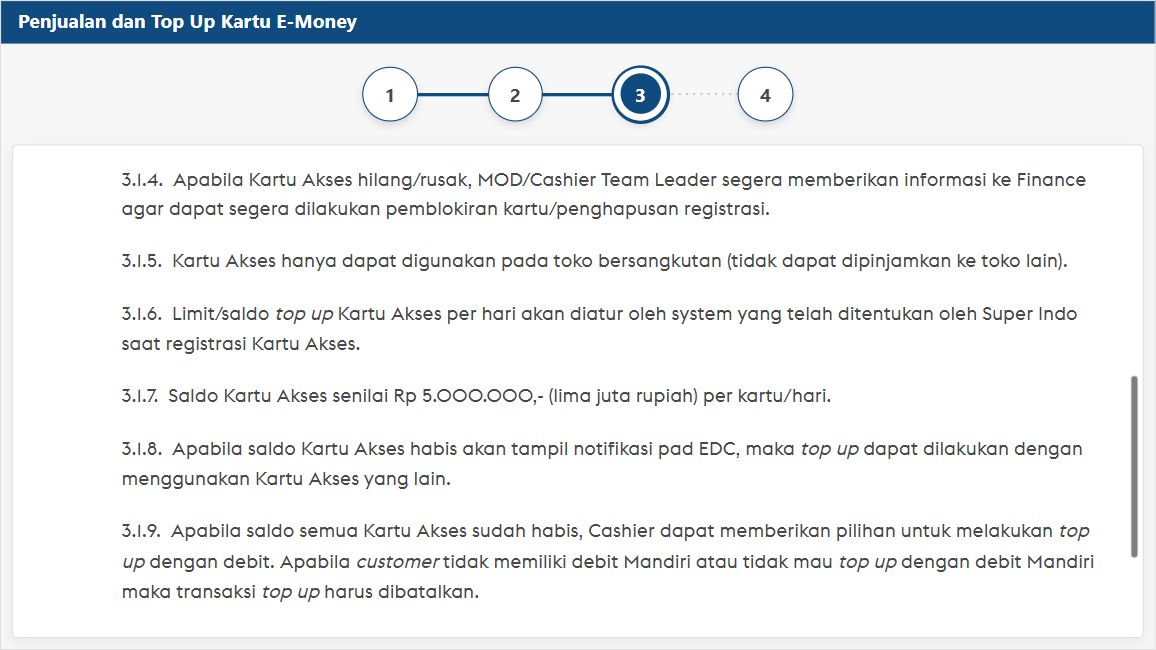 Penjualan dan Top Up Kartu E-Money
1
2
3
4
3.1.4. Apabila Kartu Akses hilang/rusak, MOD/Cashier Team Leader segera memberikan informasi ke Finance
agar dapat segera dilakukan pemblokiran kartu/penghapusan registrasi.
3.1.5. Kartu Akses hanya dapat digunakan pada toko bersangkutan (tidak dapat dipinjamkan ke toko lain).
3.1.6. Limit/saldo top up Kartu Akses per hari akan diatur oleh system yang telah ditentukan oleh Super Indo
saat registrasi Kartu Akses.
3.1.7. Saldo Kartu Akses senilai Rp 5.000.000,- (lima juta rupiah) per kartu/hari.
3.1.8. Apabila saldo Kartu Akses habis akan tampil notifikasi pad EDC, maka top up dapat dilakukan dengan
menggunakan Kartu Akses yang lain.
3.1.9. Apabila saldo semua Kartu Akses sudah habis, Cashier dapat memberikan pilihan untuk melakukan top
up dengan debit. Apabila customer tidak memiliki debit Mandiri atau tidak mau top up dengan debit Mandiri
maka transaksi top up harus dibatalkan.